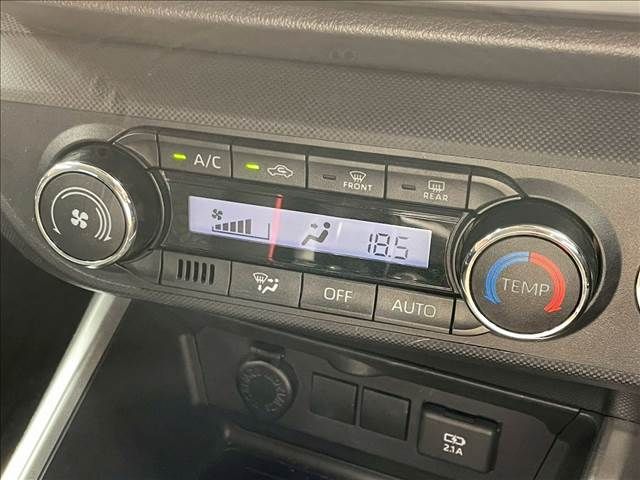 A/C
FRONT
REAR
18.5
TEMP
OFF
AUTO
2.1A